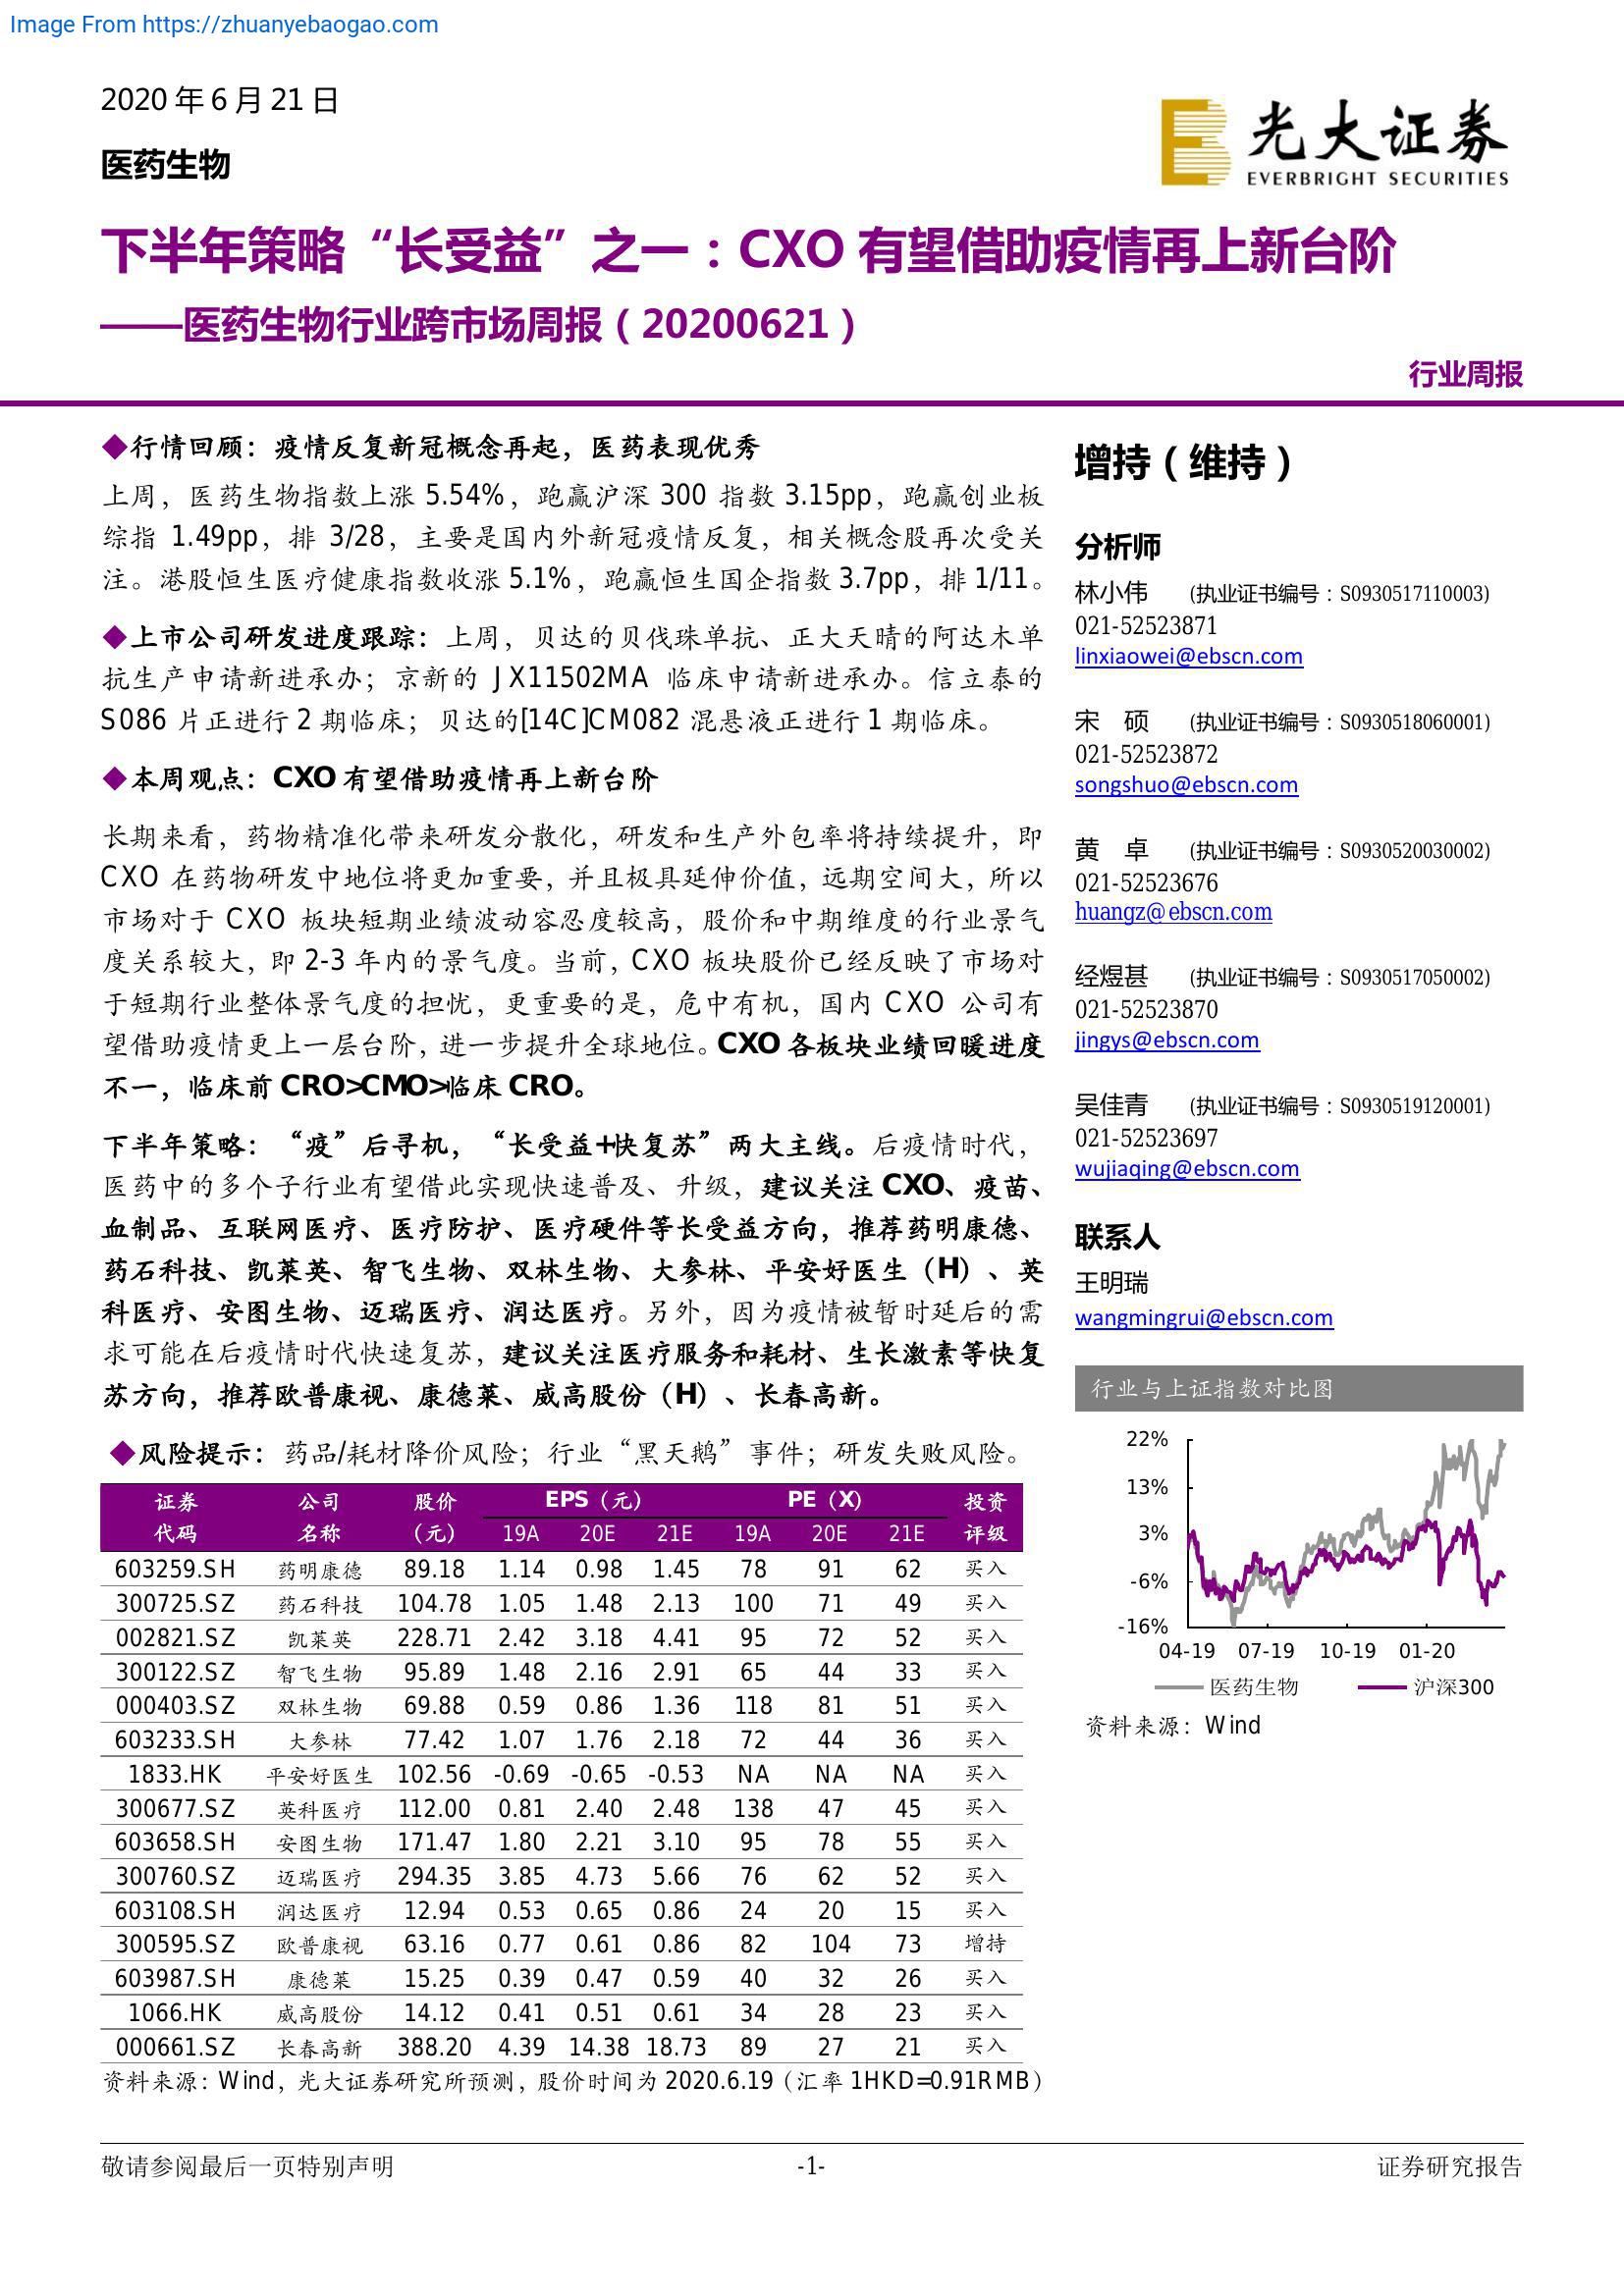 Image From https://zhuanyebaogao.com
2020 年 6 月 21 日
医药生物
光大证券
EVERBRIGHT SECURITIES
下半年策略“长受益”之一：CXO 有望借助疫情再上新台阶
——医药生物行业跨市场周报（20200621）
行业周报
◆行情回顾：疫情反复新冠概念再起，医药表现优秀
上周，医药生物指数上涨 5.54%，跑赢沪深 300 指数 3.15pp，跑赢创业板
综指 1.49pp，排 3/28，主要是国内外新冠疫情反复，相关概念股再次受关
注。港股恒生医疗健康指数收涨 5.1%，跑赢恒生国企指数 3.7pp，排 1/11。
◆上市公司研发进度跟踪：上周，贝达的贝伐珠单抗、正大天晴的阿达木单
抗生产申请新进承办；京新的 JX11502MA 临床申请新进承办。信立泰的
S086 片正进行 2 期临床；贝达的[14C]CM082 混悬液正进行 1 期临床。
◆本周观点：CXO 有望借助疫情再上新台阶
长期来看，药物精准化带来研发分散化，研发和生产外包率将持续提升，即
CXO 在药物研发中地位将更加重要，并且极具延伸价值，远期空间大，所以
市场对于 CXO 板块短期业绩波动容忍度较高，股价和中期维度的行业景气
度关系较大，即 2-3 年内的景气度。当前，CXO 板块股价已经反映了市场对
于短期行业整体景气度的担忧，更重要的是，危中有机，国内 CXO 公司有
望借助疫情更上一层台阶，进一步提升全球地位。CXO 各板块业绩回暖进度
不一，临床前 CRO>CMO>临床 CRO。
下半年策略：“疫”后寻机，“长受益+快复苏”两大主线。后疫情时代，
医药中的多个子行业有望借此实现快速普及、升级，建议关注 CXO、疫苗、
血制品、互联网医疗、医疗防护、医疗硬件等长受益方向，推荐药明康德、
药石科技、凯莱英、智飞生物、双林生物、大参林、平安好医生（H）、英
科医疗、安图生物、迈瑞医疗、润达医疗。另外，因为疫情被暂时延后的需
求可能在后疫情时代快速复苏，建议关注医疗服务和耗材、生长激素等快复
苏方向，推荐欧普康视、康德莱、威高股份（H）、长春高新。
◆风险提示：药品/耗材降价风险；行业“黑天鹅”事件；研发失败风险。
证券 公司 股价 EPS（元） PE（X） 投资
代码 名称 （元） 19A 20E 21E 19A 20E 21E 评级
603259.SH 药明康德 89.18 1.14 0.98 1.45 78 91 62 买入
300725.SZ 药石科技 104.78 1.05 1.48 2.13 100 71 49 买入
002821.SZ 凯莱英 228.71 2.42 3.18 4.41 95 72 52 买入
300122.SZ 智飞生物 95.89 1.48 2.16 2.91 65 44 33 买入
000403.SZ 双林生物 69.88 0.59 0.86 1.36 118 81 51 买入
603233.SH 大参林 77.42 1.07 1.76 2.18 72 44 36 买入
1833.HK 平安好医生 102.56 -0.69 -0.65 -0.53 NA NA NA 买入
300677.SZ 英科医疗 112.00 0.81 2.40 2.48 138 47 45 买入
603658.SH 安图生物 171.47 1.80 2.21 3.10 95 78 55 买入
300760.SZ 迈瑞医疗 294.35 3.85 4.73 5.66 76 62 52 买入
603108.SH 润达医疗 12.94 0.53 0.65 0.86 24 20 15 买入
300595.SZ 欧普康视 63.16 0.77 0.61 0.86 82 104 73 增持
603987.SH 康德莱 15.25 0.39 0.47 0.59 40 32 26 买入
1066.HK 威高股份 14.12 0.41 0.51 0.61 34 28 23 买入
000661.SZ 长春高新 388.20 4.39 14.38 18.73 89 27 21 买入
资料来源：Wind，光大证券研究所预测，股价时间为 2020.6.19（汇率 1HKD=0.91RMB）
增持（维持）
分析师
林小伟 (执业证书编号：S0930517110003)
021-52523871
linxiaowei@ebscn.com
宋 硕 (执业证书编号：S0930518060001)
021-52523872
songshuo@ebscn.com
黄 卓 (执业证书编号：S0930520030002)
021-52523676
huangz@ebscn.com
经煜甚 (执业证书编号：S0930517050002)
021-52523870
jingys@ebscn.com
吴佳青 (执业证书编号：S0930519120001)
021-52523697
wujiaqing@ebscn.com
联系人
王明瑞
wangmingrui@ebscn.com
行业与上证指数对比图
22%
13%
3%
-6%
-16%
04-19 07-19 10-19 01-20
医药生物 沪深300
资料来源：Wind
敬请参阅最后一页特别声明 -1- 证券研究报告